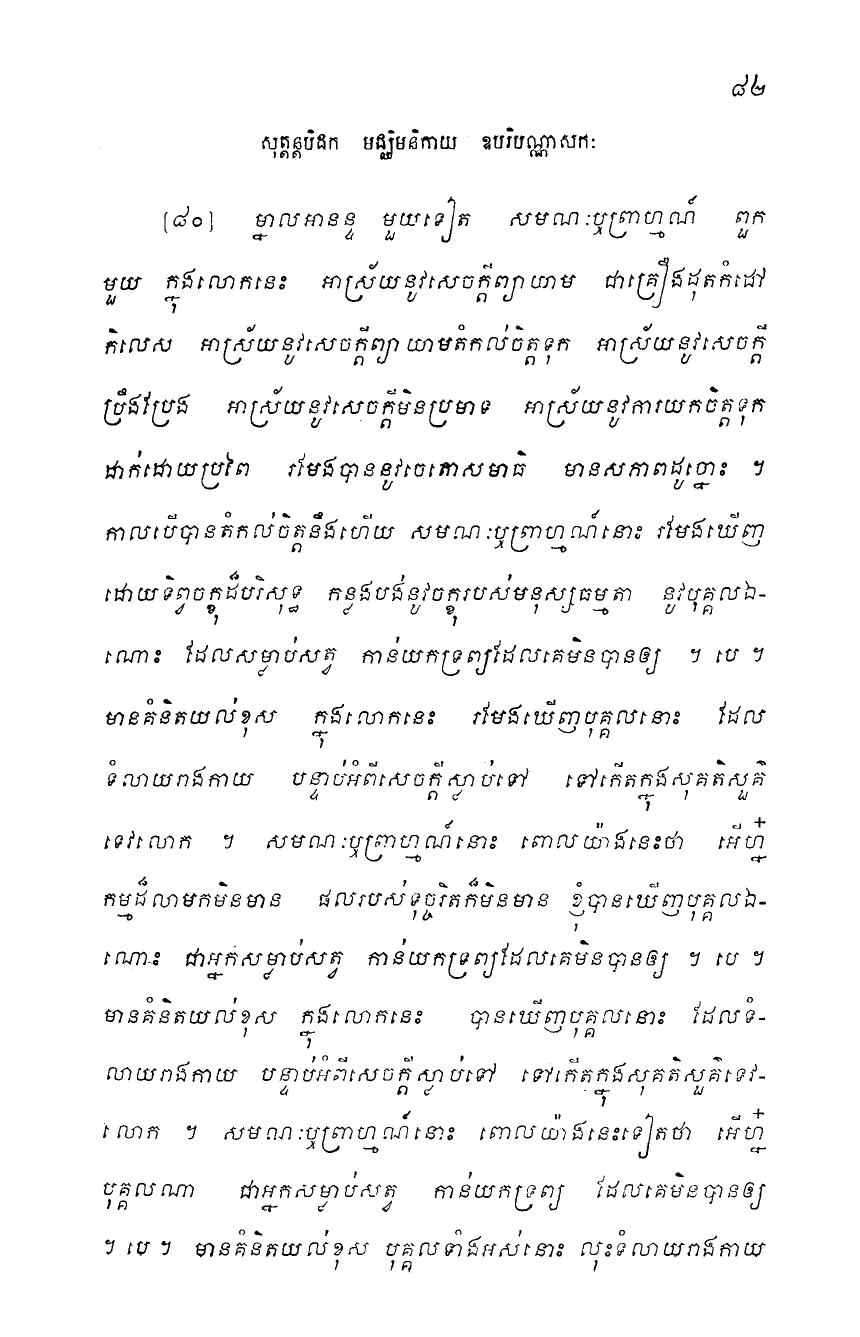 ៨២
សុត្តន្តបិដក មជ្ឈិមនិកាយ ឧបរិបណ្ណាសកៈ
[៨០] ម្នាលអានន្ទ មួយទៀត សមណៈឬព្រាហ្មណ៍ ពួក
មួយ ក្នុងលោកនេះ អាស្រ័យនូវសេចក្តីព្យាយាម ជាគ្រឿងដុតកំដៅ
កិលេស អាស្រ័យនូវសេចក្តីព្យាយាមតំកល់ចិត្តទុក អាស្រ័យនូវសេចក្តី
ប្រឹងប្រែង អាស្រ័យនូវសេចក្តីមិនប្រមាទ អាស្រ័យនូវការយកចិត្តទុក
ដាក់ដោយប្រពៃ រមែងបាននូវចេតោសមាធិ មានសភាពដូច្នោះ ។
កាលបើបានតំកល់ចិត្តនឹងហើយ សមណៈឬព្រាហ្មណ៍នោះ រមែងឃើញ
ដោយទិព្វចក្ខុដ៏បរិសុទ្ធ កន្លងបង់នូវចក្ខុរបស់មនុស្សធម្មតា នូវបុគ្គលឯ-
ណោះ ដែលសម្លាប់សត្វ កាន់យកទ្រព្យដែលគេមិនបានឲ្យ ។ បេ ។
មានគំនិតយល់ខុស ក្នុងលោកនេះ រមែងឃើញបុគ្គលនោះ ដែល
ទំលាយរាងកាយ បន្ទាប់អំពីសេចក្តីស្លាប់ទៅ ទៅកើតក្នុងសុគតិសួគ៌
ទេវលោក ។ សមណៈឬព្រាហ្មណ៍នោះ ពោលយ៉ាងនេះថា អើហ្ន៎
កម្មដ៏លាមកមិនមាន ផលរបស់ទុច្ចរិតក៏មិនមាន ខ្ញុំបានឃើញបុគ្គលឯ-
ណោះ ជាអ្នកសម្លាប់សត្វ កាន់យកទ្រព្យដែលគេមិនបានឲ្យ ។ បេ ។
មានគំនិតយល់ខុស ក្នុងលោកនេះ បានឃើញបុគ្គលនោះ ដែលទំ-
លាយរាងកាយ បន្ទាប់អំពីសេចក្តីស្លាប់ទៅ ទៅកើតក្នុងសុគតិសួគ៌ទេវ-
លោក ។ សមណៈឬព្រាហ្មណ៍នោះ ពោលយ៉ាងនេះទៀតថា អើហ្ន៎
បុគ្គលណា ជាអ្នកសម្លាប់សត្វ កាន់យកទ្រព្យ ដែលគេមិនបានឲ្យ
។ បេ ។ មានគំនិតយល់ខុស បុគ្គលទាំងអស់នោះ លុះទំលាយរាងកាយ